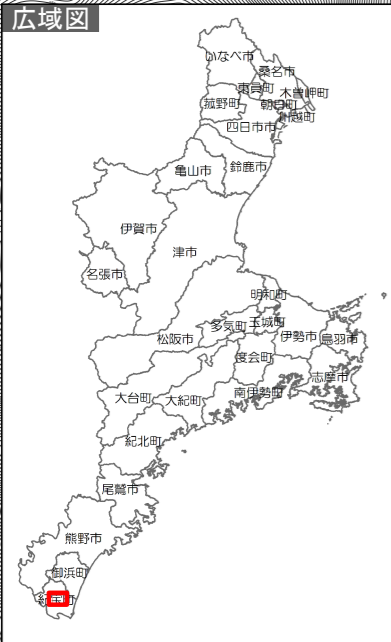 広域図
いなべ市
桑名市
東員町
木曽岬町
菰野町
朝日町
川越町
四日市市
亀山市
鈴鹿市
伊賀市
津市
名張市
明和町
多気町
玉城町
松阪市
伊勢市
鳥羽市
度会町
志摩市
大台町
大紀町
南伊勢町
紀北町
尾鷲市
熊野市
御浜町
紀宝町